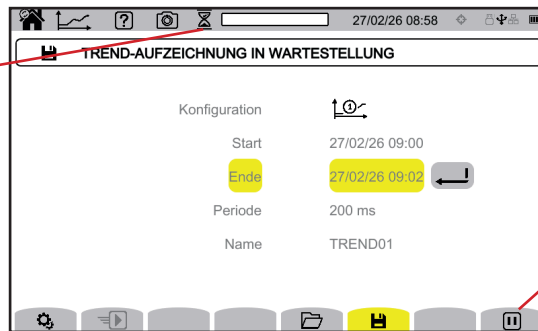 27/02/26 08:58
TREND-AUFZEICHNUNG IN WARTESTELLUNG
Konfiguration 1
Start 27/02/26 09:00
Ende 27/02/26 09:02
Periode 200 ms
Name TREND01